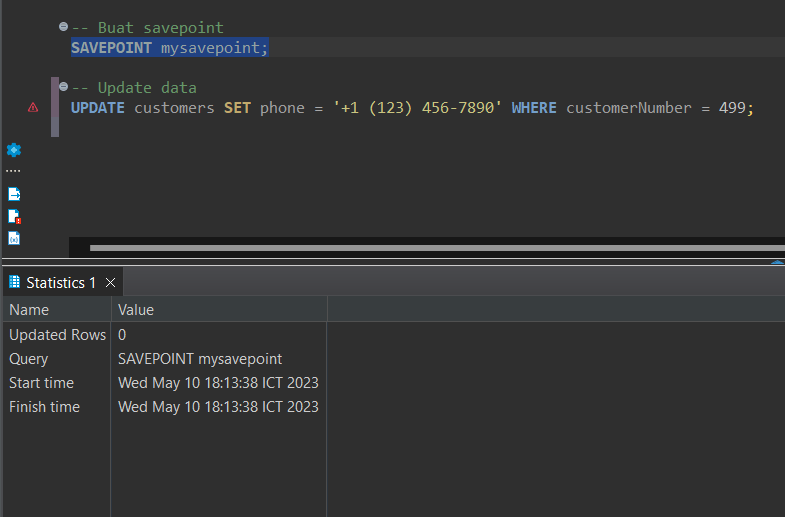 -- Buat savepoint
SAVEPOINT mysavepoint;
-- Update data
UPDATE customers SET phone = '+1 (123) 456-7890' WHERE customerNumber = 499;
Statistics 1
Name Value
Updated Rows 0
Query SAVEPOINT mysavepoint
Start time Wed May 10 18:13:38 ICT 2023
Finish time Wed May 10 18:13:38 ICT 2023